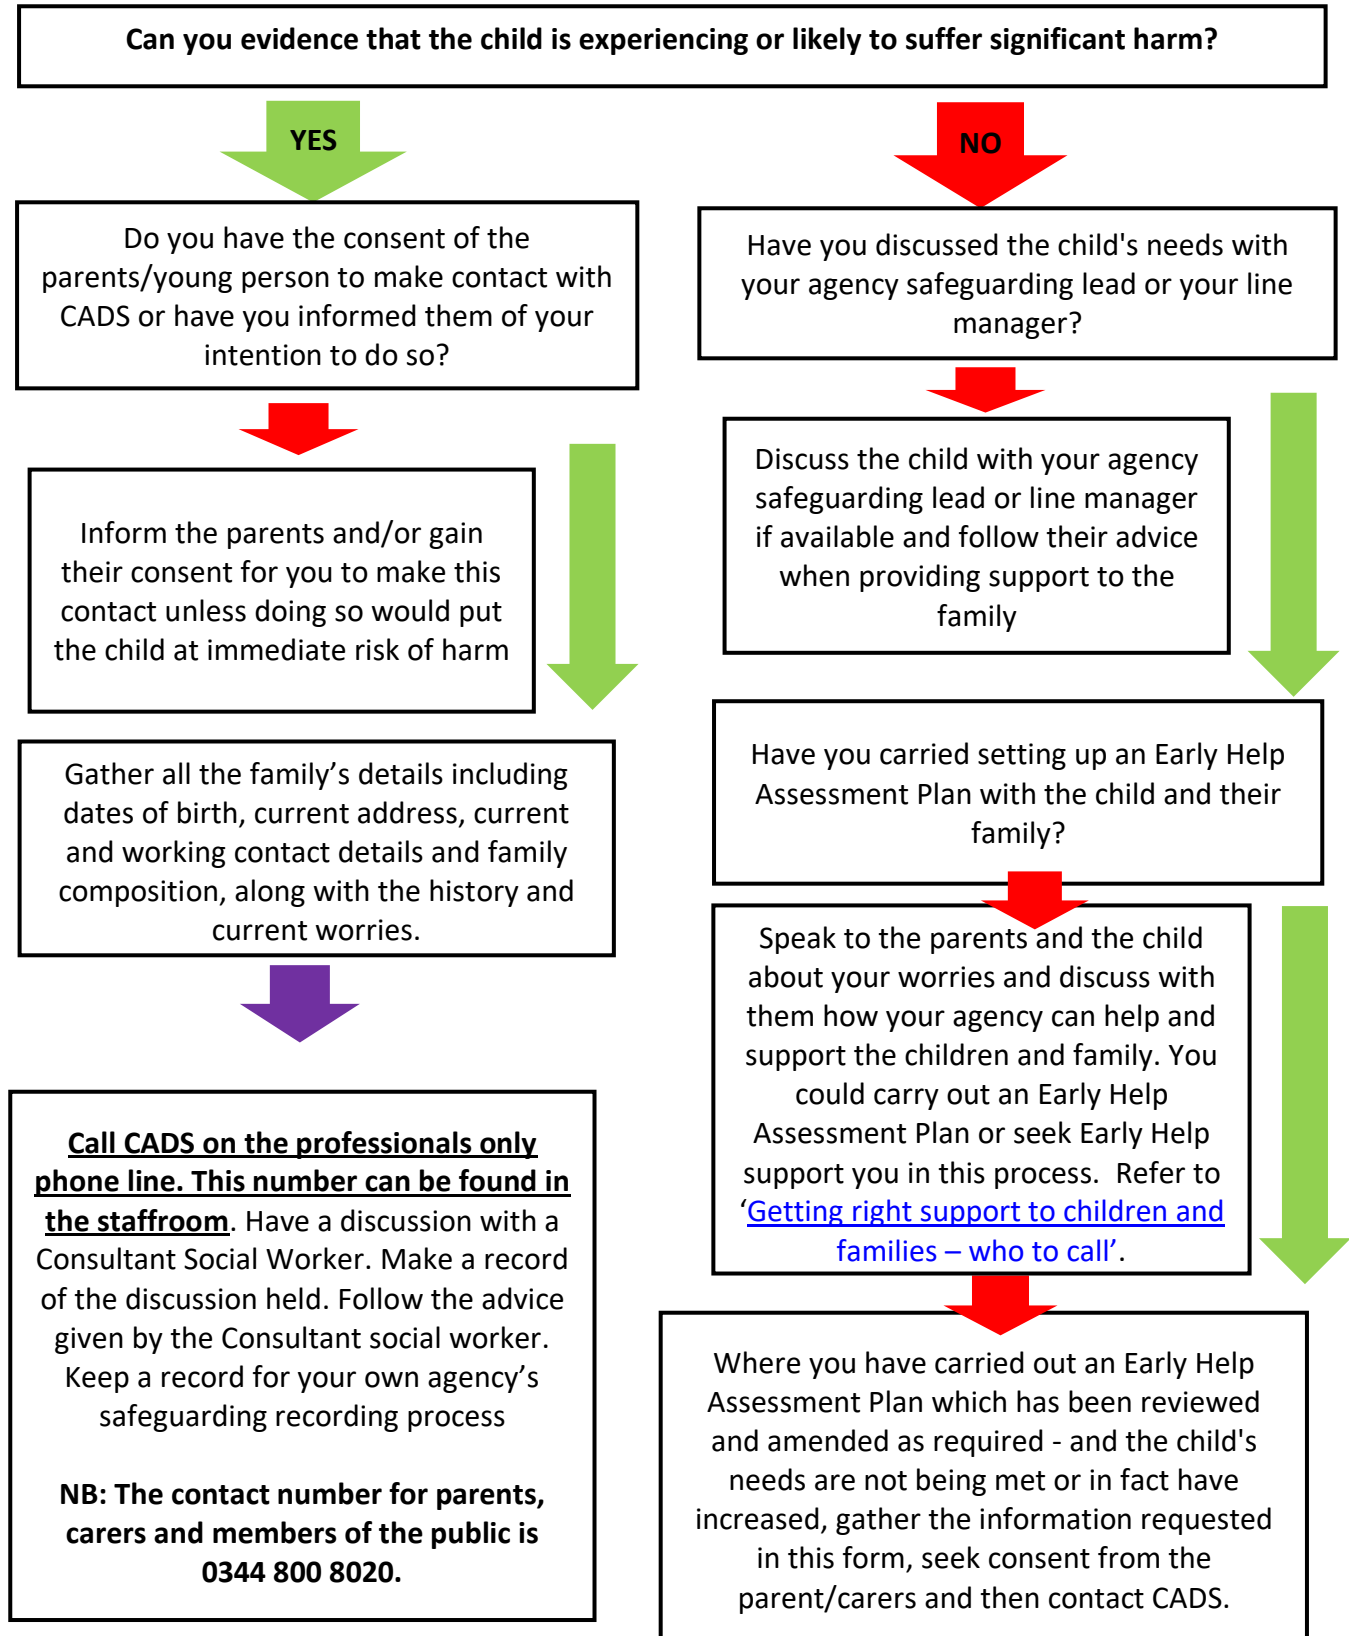 Can you evidence that the child is experiencing or likely to suffer significant harm?
YES
NO
Do you have the consent of the
parents/young person to make contact with
CADS or have you informed them of your
intention to do so?
Inform the parents and/or gain
their consent for you to make this
contact unless doing so would put
the child at immediate risk of harm
Gather all the family’s details including
dates of birth, current address, current
and working contact details and family
composition, along with the history and
current worries.
Call CADS on the professionals only
phone line. This number can be found in
the staffroom. Have a discussion with a
Consultant Social Worker. Make a record
of the discussion held. Follow the advice
given by the Consultant social worker.
Keep a record for your own agency’s
safeguarding recording process
NB: The contact number for parents,
carers and members of the public is
0344 800 8020.
Have you discussed the child's needs with
your agency safeguarding lead or your line
manager?
Discuss the child with your agency
safeguarding lead or line manager
if available and follow their advice
when providing support to the
family
Have you carried setting up an Early Help
Assessment Plan with the child and their
family?
Speak to the parents and the child
about your worries and discuss with
them how your agency can help and
support the children and family. You
could carry out an Early Help
Assessment Plan or seek Early Help
support you in this process.  Refer to
‘Getting right support to children and
families – who to call’.
Where you have carried out an Early Help
Assessment Plan which has been reviewed
and amended as required - and the child's
needs are not being met or in fact have
increased, gather the information requested
in this form, seek consent from the
parent/carers and then contact CADS.